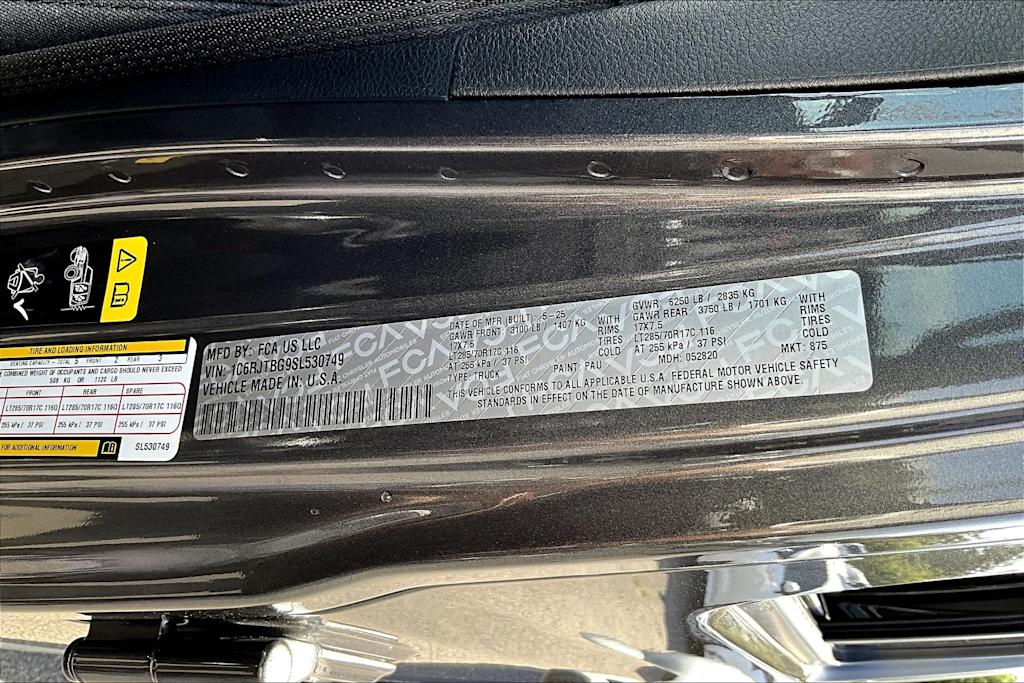 MFD BY: FCA US LLC
VIN: 1C6RJTBG9SL530749
VEHICLE MADE IN U.S.A.
DATE OF MFR (BUILT) 5-25
GAWR FRONT: 3100 LB / 1407 KG
17X7.5
LT285/70R17C 116
AT 255 kPa / 37 PSI
TYPE: TRUCK
WITH
RIMS
TIRES
COLD
PAINT: PAU
GVWR: 6250 LB / 2835 KG
GAWR REAR: 3750 LB / 1701 KG
17X7.5
LT285/70R17C 116
AT 255 kPa / 37 PSI
MDH: 052820
WITH
RIMS
TIRES
COLD
MKT: 875
THIS VEHICLE CONFORMS TO ALL APPLICABLE U.S.A. FEDERAL MOTOR VEHICLE SAFETY
STANDARDS IN EFFECT ON THE DATE OF MANUFACTURE SHOWN ABOVE.
TIRE AND LOADING INFORMATION
SEATING CAPACITY- TOTAL 5 FRONT 2 REAR 3
COMBINED WEIGHT OF OCCUPANTS AND CARGO SHOULD NEVER EXCEED
508 KG OR 1120 LB
FRONT REAR SPARE
LT285/70R17C 116Q LT285/70R17C 116Q LT285/70R17C 116Q
255 kPa / 37 PSI 255 kPa / 37 PSI 255 kPa / 37 PSI
FOR ADDITIONAL INFORMATION SL530749